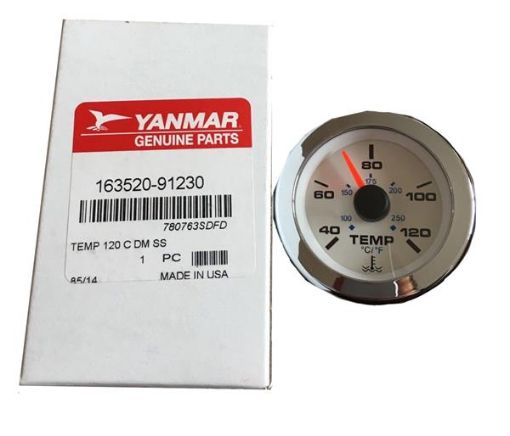 YANMAR
GENUINE PARTS
163520-91230
780763SDFD
TEMP 120 C DM SS
1 PC
85/14 MADE IN USA
80
175
60 150 200 100
100 250
40 TEMP 120
°C/°F